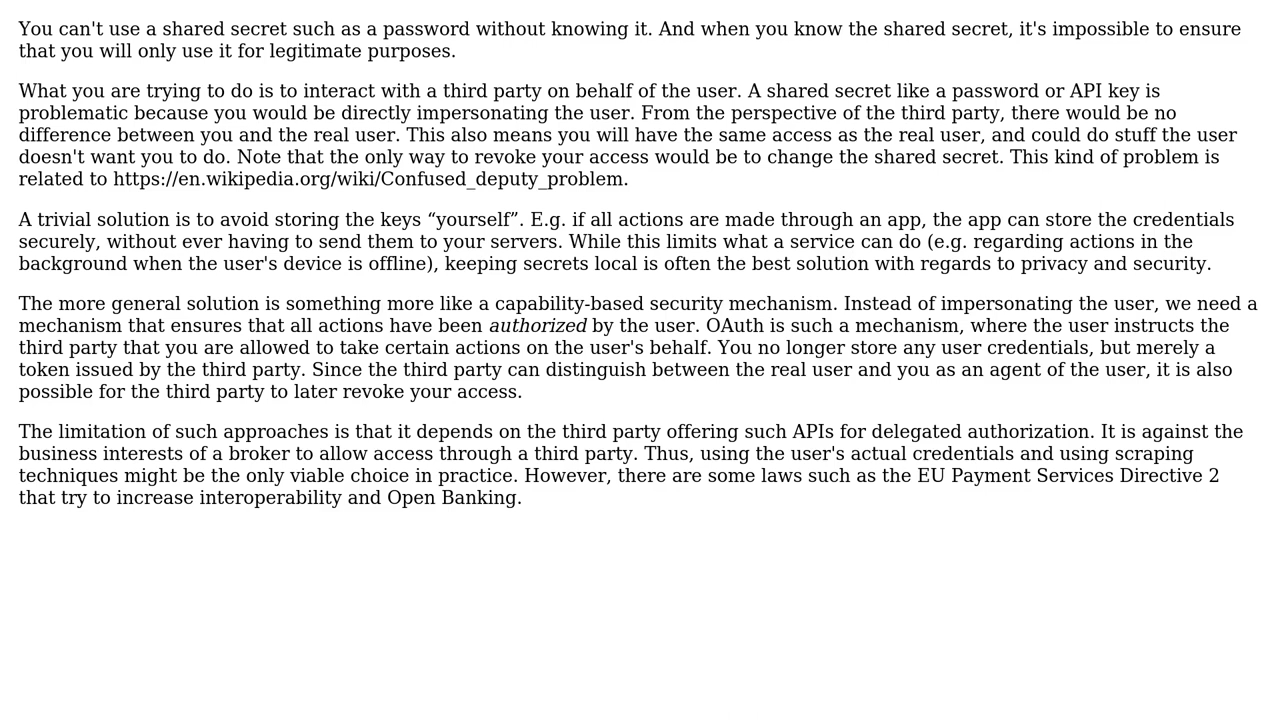 You can't use a shared secret such as a password without knowing it. And when you know the shared secret, it's impossible to ensure
that you will only use it for legitimate purposes.
What you are trying to do is to interact with a third party on behalf of the user. A shared secret like a password or API key is
problematic because you would be directly impersonating the user. From the perspective of the third party, there would be no
difference between you and the real user. This also means you will have the same access as the real user, and could do stuff the user
doesn't want you to do. Note that the only way to revoke your access would be to change the shared secret. This kind of problem is
related to https://en.wikipedia.org/wiki/Confused_deputy_problem.
A trivial solution is to avoid storing the keys “yourself”. E.g. if all actions are made through an app, the app can store the credentials
securely, without ever having to send them to your servers. While this limits what a service can do (e.g. regarding actions in the
background when the user's device is offline), keeping secrets local is often the best solution with regards to privacy and security.
The more general solution is something more like a capability-based security mechanism. Instead of impersonating the user, we need a
mechanism that ensures that all actions have been authorized by the user. OAuth is such a mechanism, where the user instructs the
third party that you are allowed to take certain actions on the user's behalf. You no longer store any user credentials, but merely a
token issued by the third party. Since the third party can distinguish between the real user and you as an agent of the user, it is also
possible for the third party to later revoke your access.
The limitation of such approaches is that it depends on the third party offering such APIs for delegated authorization. It is against the
business interests of a broker to allow access through a third party. Thus, using the user's actual credentials and using scraping
techniques might be the only viable choice in practice. However, there are some laws such as the EU Payment Services Directive 2
that try to increase interoperability and Open Banking.